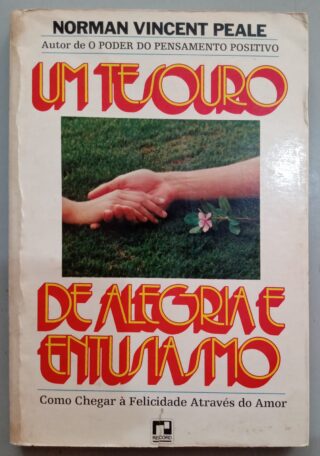 NORMAN VINCENT PEALE
Autor de O PODER DO PENSAMENTO POSITIVO
UM TESOURO
DE ALEGRIA E
ENTUSIASMO
Como Chegar à Felicidade Através do Amor
RECORD